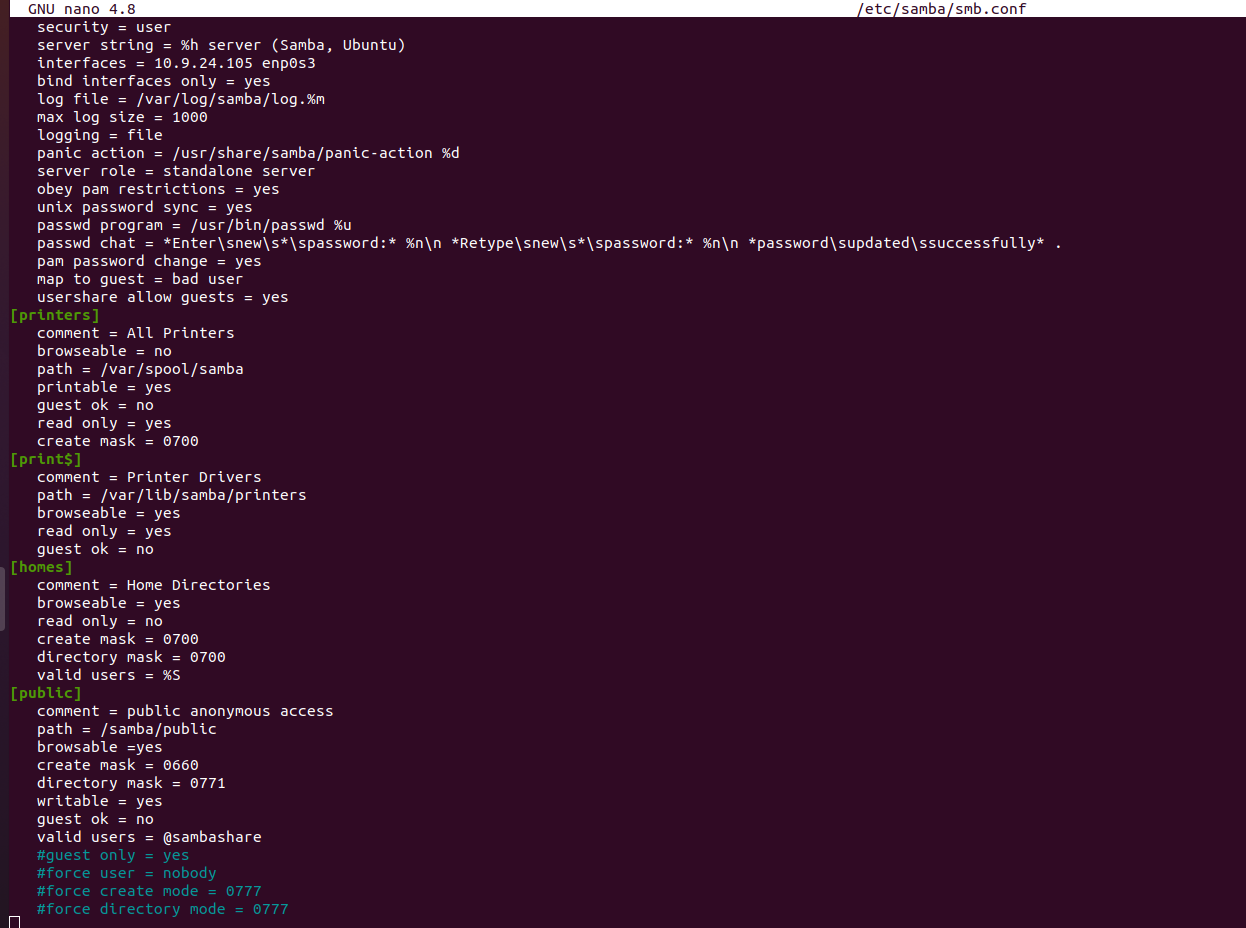 GNU nano 4.8 /etc/samba/smb.conf
security = user
server string = %h server (Samba, Ubuntu)
interfaces = 10.9.24.105 enp0s3
bind interfaces only = yes
log file = /var/log/samba/log.%m
max log size = 1000
logging = file
panic action = /usr/share/samba/panic-action %d
server role = standalone server
obey pam restrictions = yes
unix password sync = yes
passwd program = /usr/bin/passwd %u
passwd chat = *Enter\snew\s*\spassword:* %n\n *Retype\snew\s*\spassword:* %n\n *password\supdated\ssuccessfully* .
pam password change = yes
map to guest = bad user
usershare allow guests = yes
[printers]
comment = All Printers
browseable = no
path = /var/spool/samba
printable = yes
guest ok = no
read only = yes
create mask = 0700
[print$]
comment = Printer Drivers
path = /var/lib/samba/printers
browseable = yes
read only = yes
guest ok = no
[homes]
comment = Home Directories
browseable = yes
read only = no
create mask = 0700
directory mask = 0700
valid users = %S
[public]
comment = public anonymous access
path = /samba/public
browsable =yes
create mask = 0660
directory mask = 0771
writable = yes
guest ok = no
valid users = @sambashare
#guest only = yes
#force user = nobody
#force create mode = 0777
#force directory mode = 0777